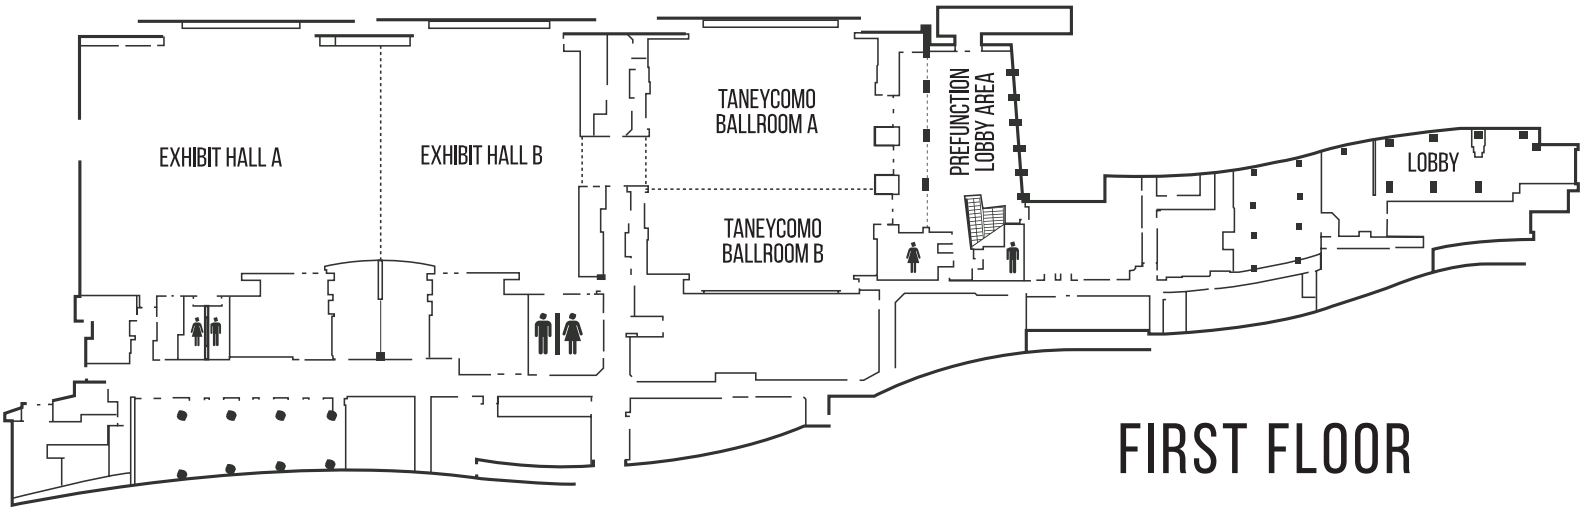 EXHIBIT HALL A
EXHIBIT HALL B
TANEYCOMO
BALLROOM A
TANEYCOMO
BALLROOM B
PREFUNCTION
LOBBY AREA
LOBBY
FIRST FLOOR